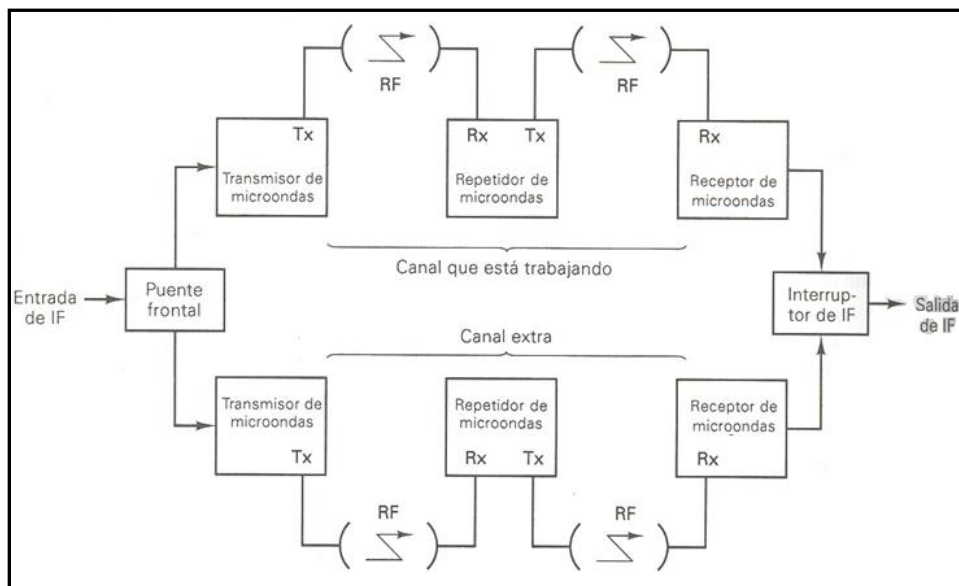 RF
RF
Tx
Transmisor de
microondas
Rx Tx
Repetidor de
microondas
Rx
Receptor de
microondas
Canal que está trabajando
Entrada
de IF
Puente
frontal
Interrup-
tor de IF
Salida
de IF
Canal extra
Transmisor de
microondas
Tx
Repetidor de
microondas
Rx Tx
Receptor de
microondas
Rx
RF
RF